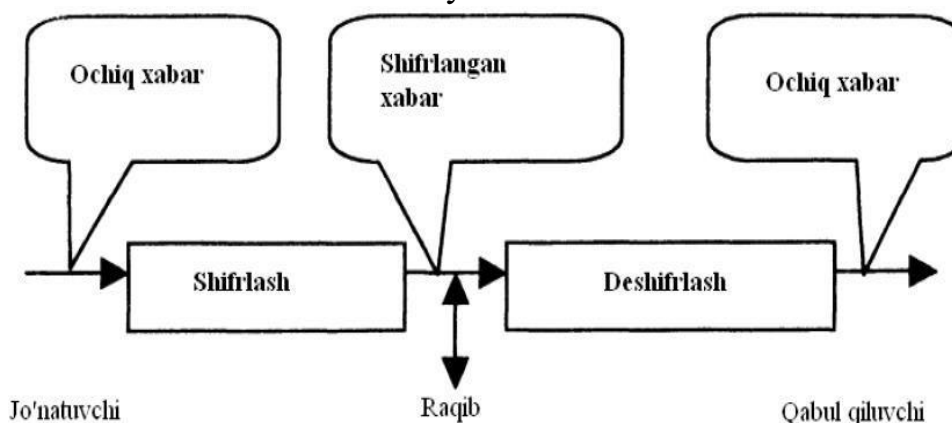 Ochiq xabar
Shifrlangan
xabar
Ochiq xabar
Shifrlash
Deshifrlash
Jo'natuvchi
Raqib
Qabul qiluvchi